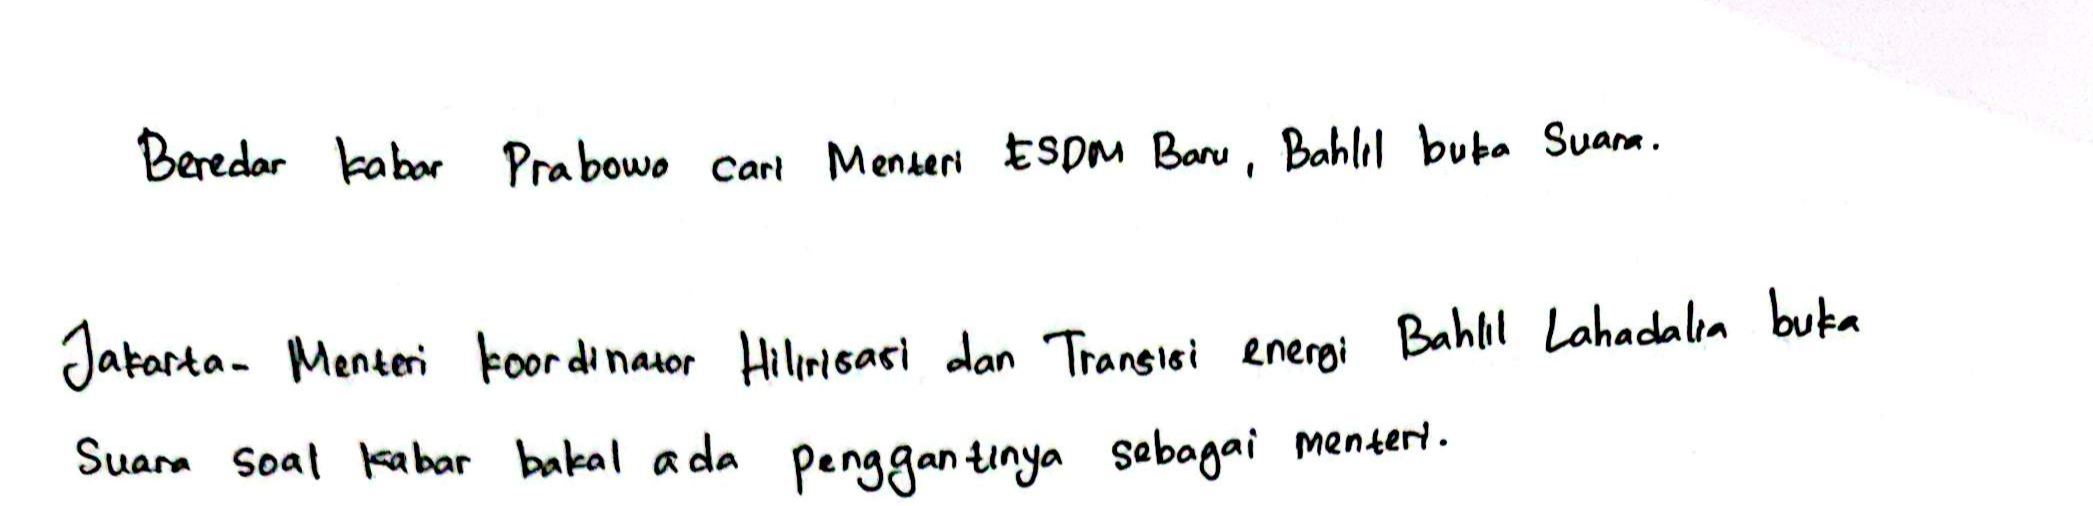 Beredar kabar Prabowo cari Menteri ESDM Baru, Bahlil buka Suara.
Jakarta- Menteri koordinator Hilirisasi dan Transisi energi Bahlil Lahadalia buka
Suara soal kabar bakal ada penggantinya sebagai menteri.